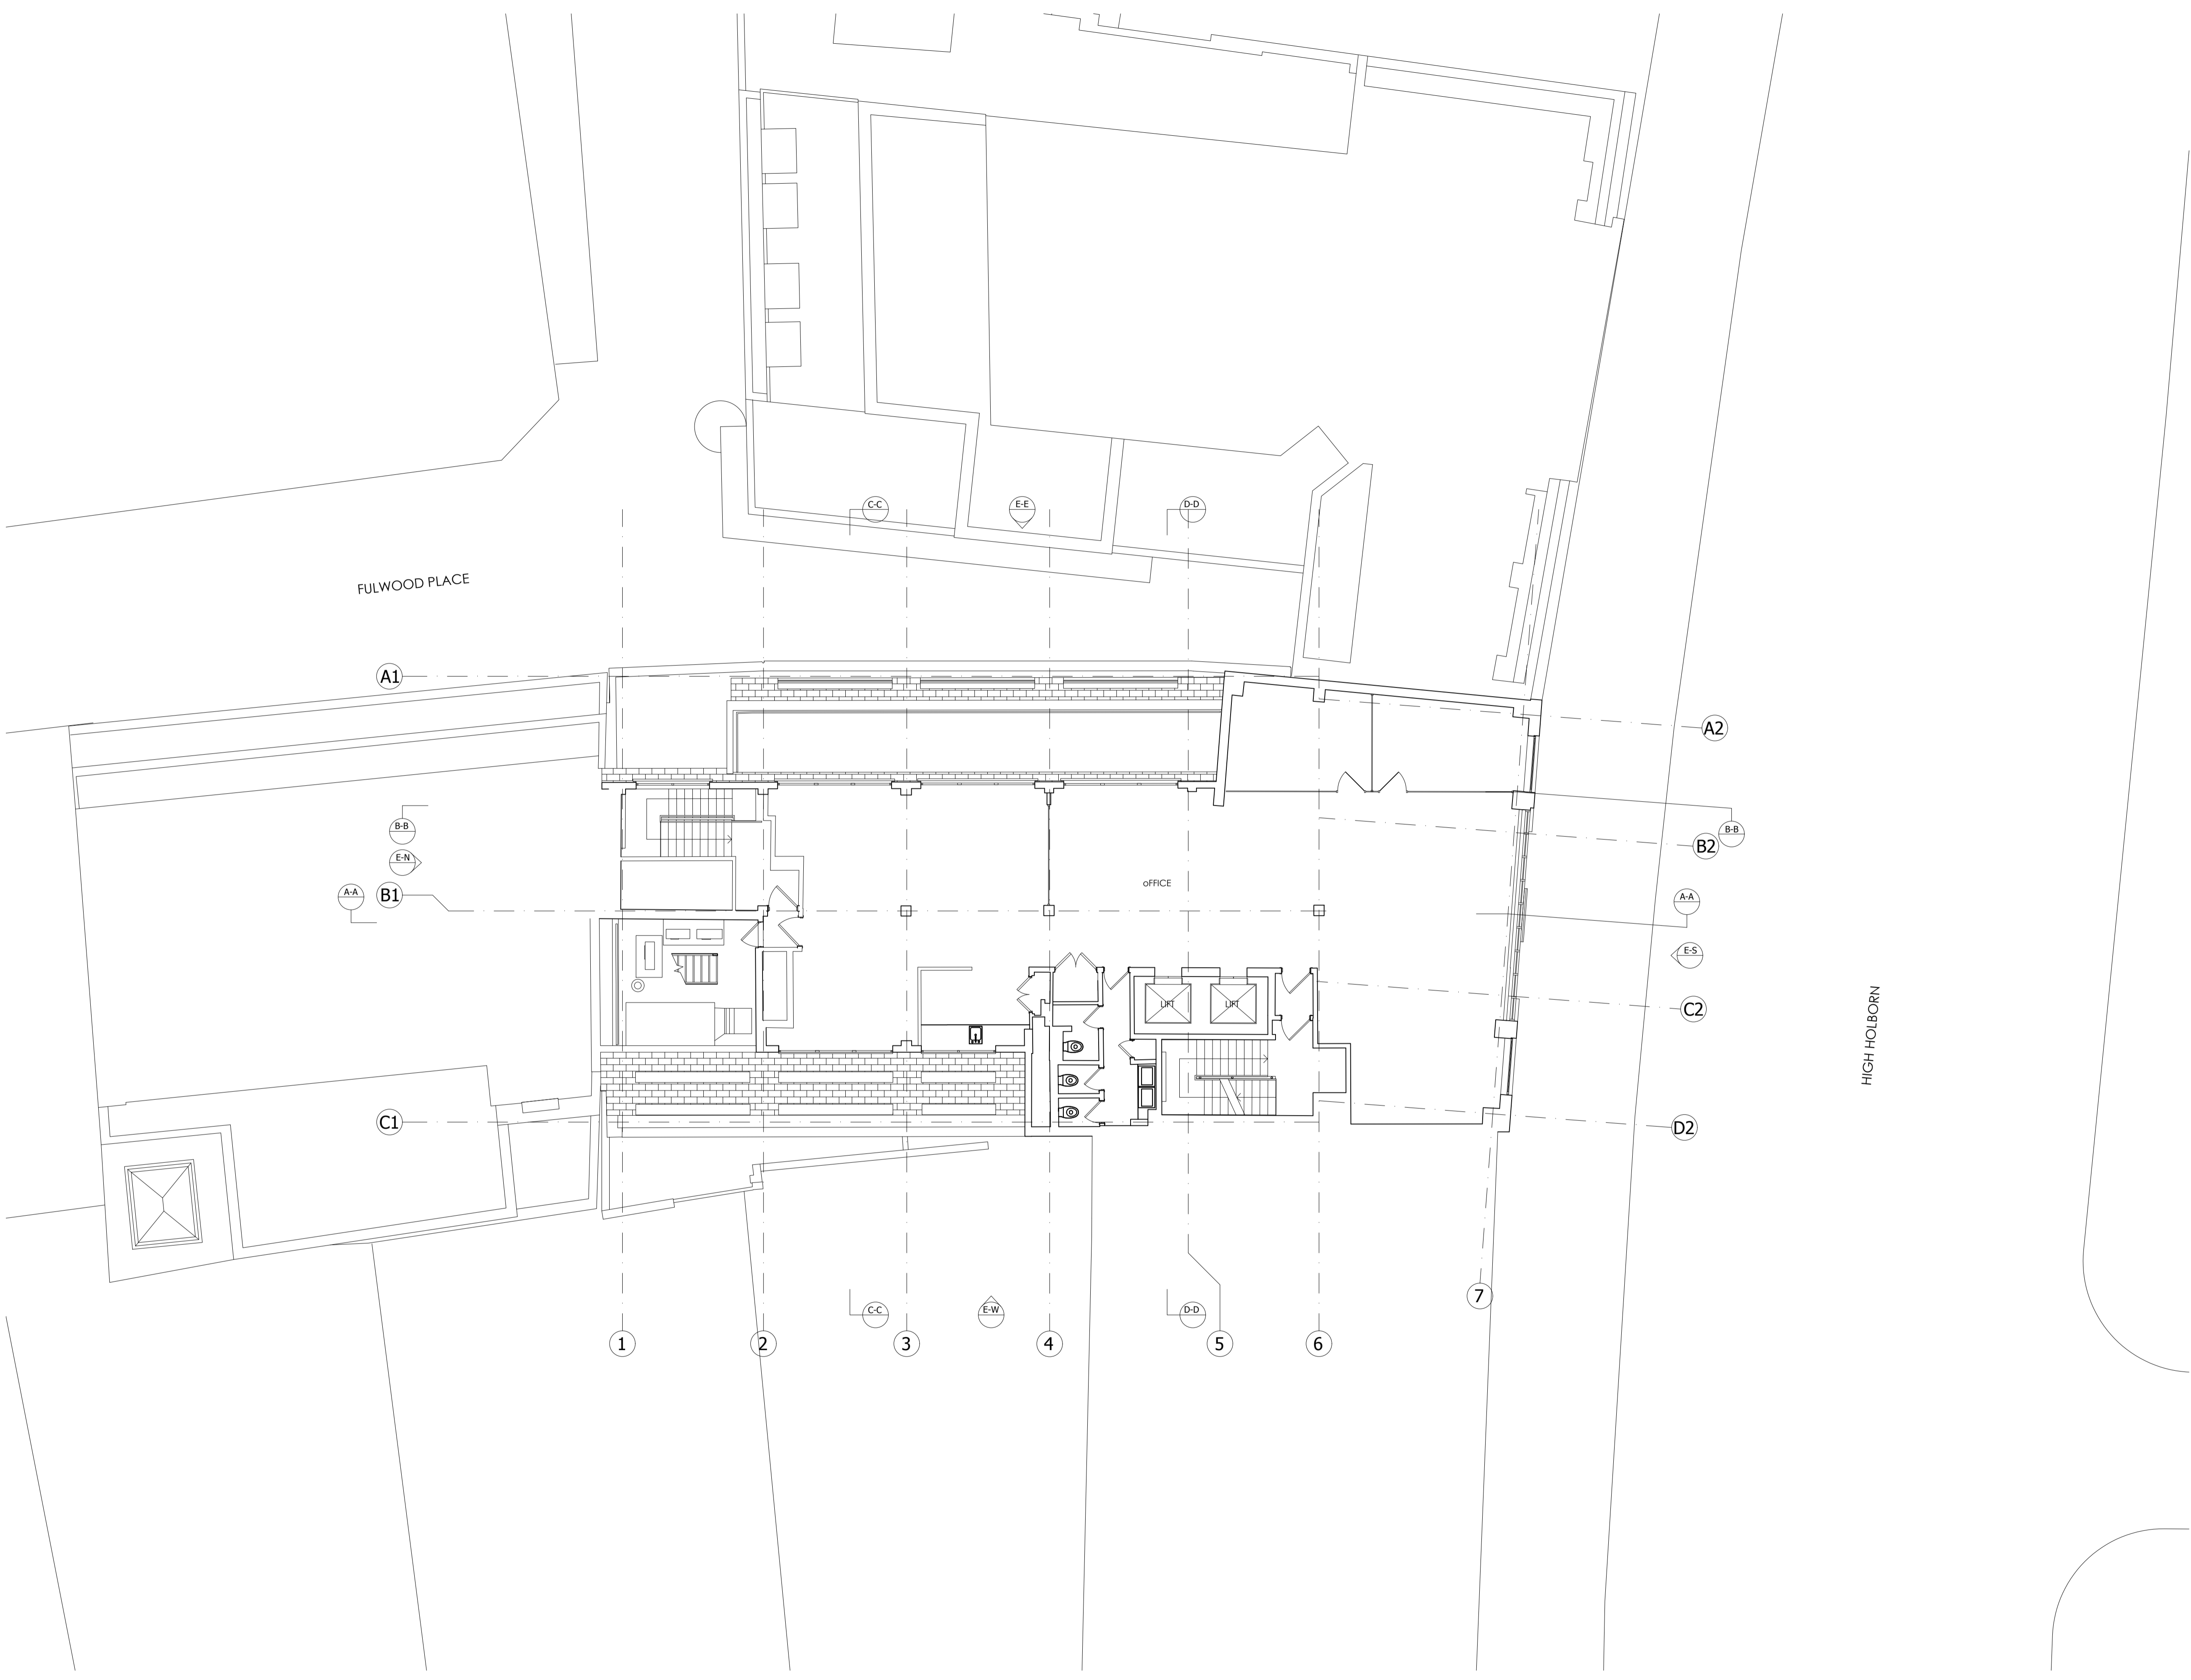 C-C
E-E
D-D
FULWOOD PLACE
A1
A2
B-B
B-B
B2
E-N
oFFICE
A-A
B1
A-A
E-S
LIFT
LIFT
C2
HIGH HOLBORN
C1
D2
7
C-C
E-W
D-D
1
2
3
4
5
6